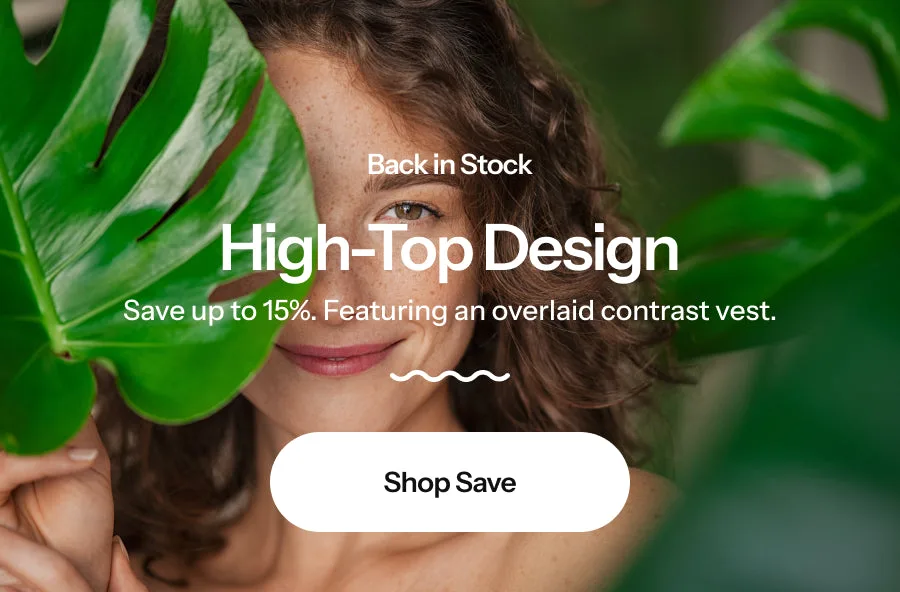 Back in Stock
High-Top Design
Save up to 15%. Featuring an overlaid contrast vest.
Shop Save